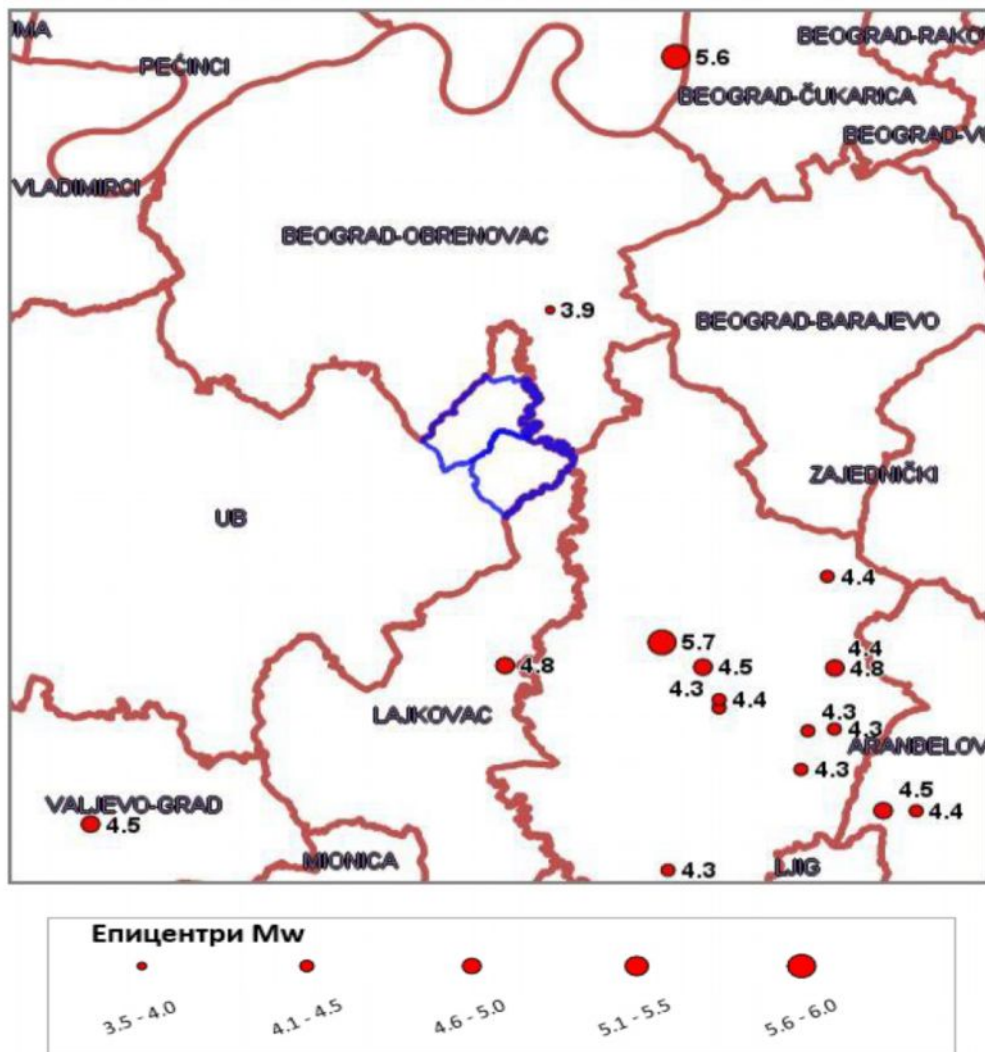 MA
BEOGRAD-RAKO
PEĆINCI
5.6
BEOGRAD-ČUKARICA
BEOGRAD-V
VLADIMIRCI
BEOGRAD-OBRENOVAC
3.9
BEOGRAD-BARAJEVO
ZAJEDNIČKI
UB
4.4
5.7
4.4
4.8
4.5
4.8
4.3
4.4
LAJKOVAC
4.3
4.3
ARANĐELOV
4.3
VALJEVO-GRAD
4.5
4.5
4.4
MIONICA
4.3
LJIG
Епицентри Mw
3.5 - 4.0
4.1 - 4.5
4.6 - 5.0
5.1 - 5.5
5.6 - 6.0